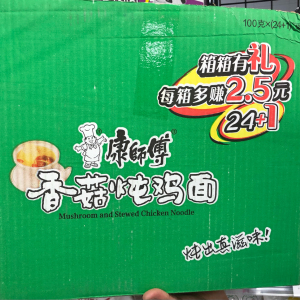 100克×(24+
箱箱有礼
每箱多赚2.5元
24+1
康师傅®
香菇炖鸡面
Mushroom and Stewed Chicken Noodle
炖出真滋味!